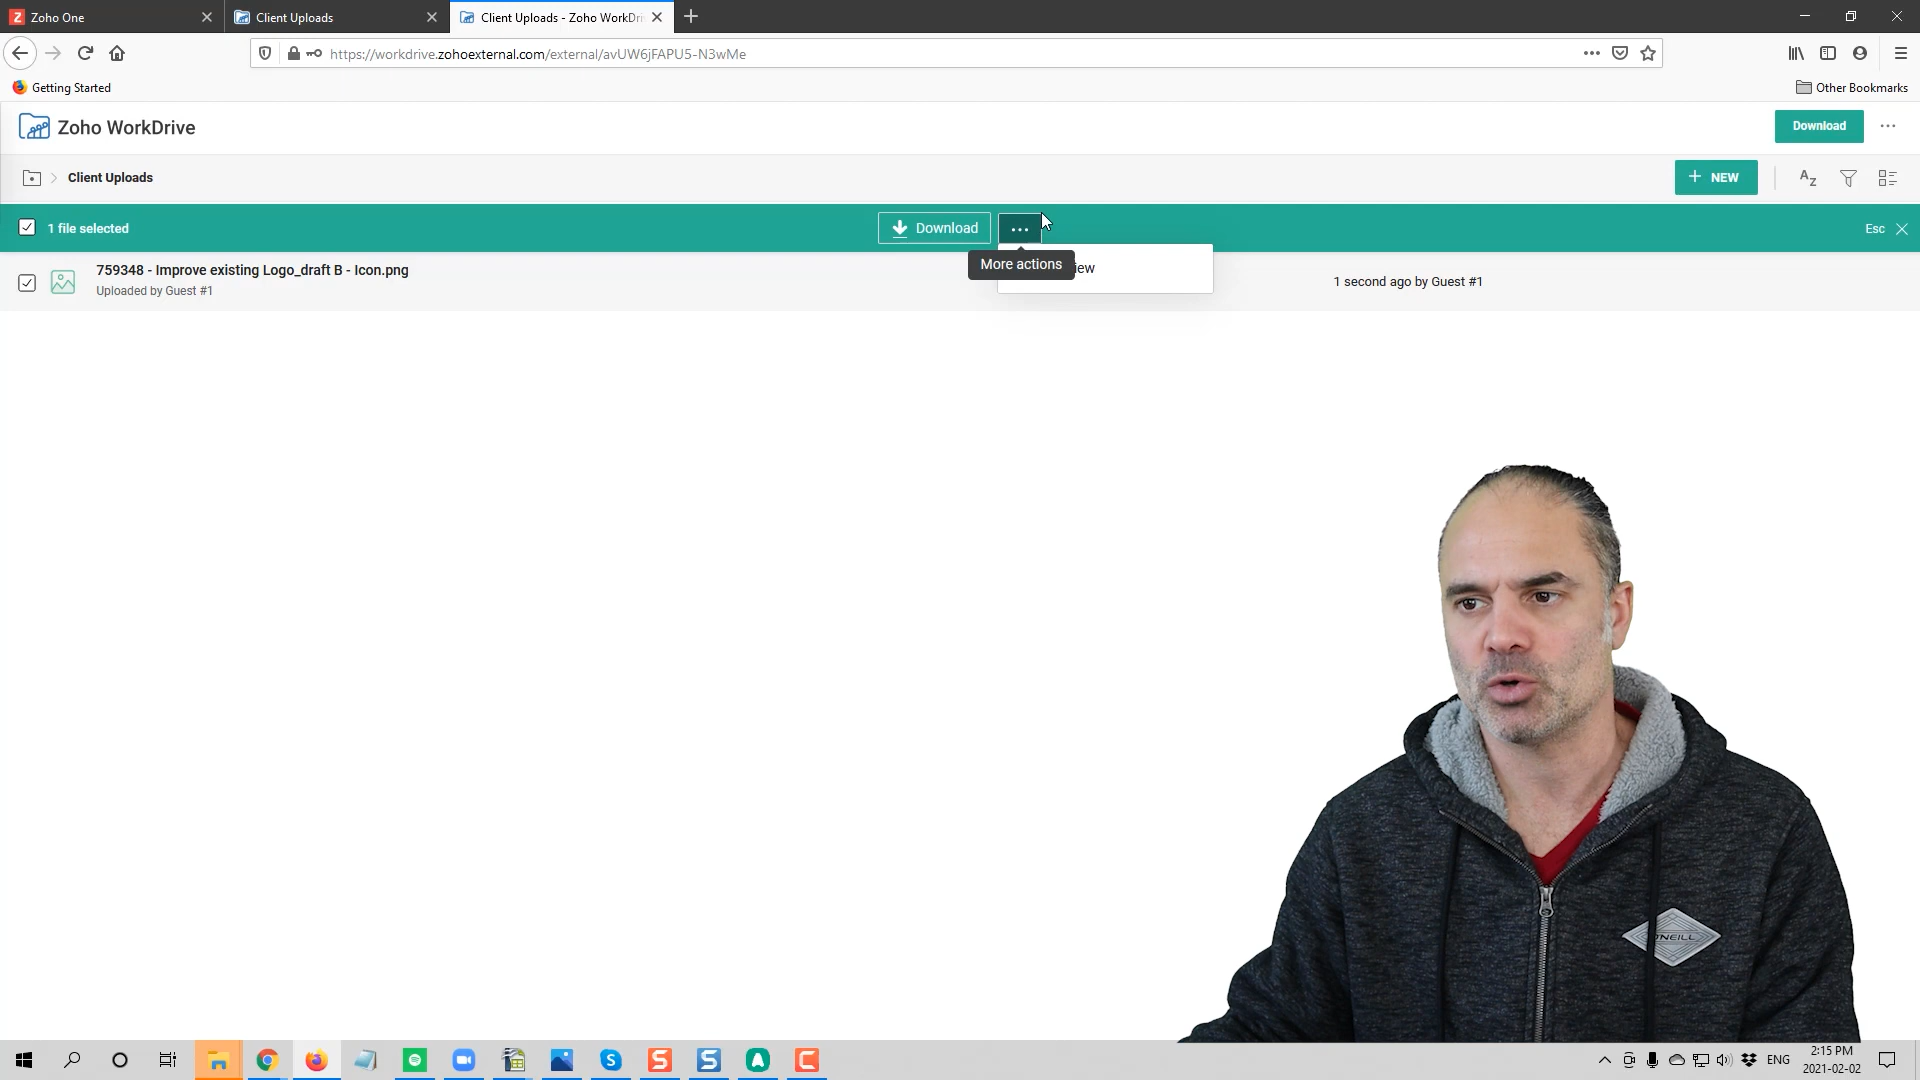 Zoho One
Client Uploads
Client Uploads - Zoho WorkDri
https://workdrive.zohoexternal.com/external/avUW6jFAPU5-N3wMe
Getting Started
Other Bookmarks
Zoho WorkDrive
Download
Client Uploads
+ NEW
1 file selected
Download
Esc
More actions
iew
759348 - Improve existing Logo_draft B - Icon.png
Uploaded by Guest #1
1 second ago by Guest #1
O'NEILL
ENG
2:15 PM
2021-02-02